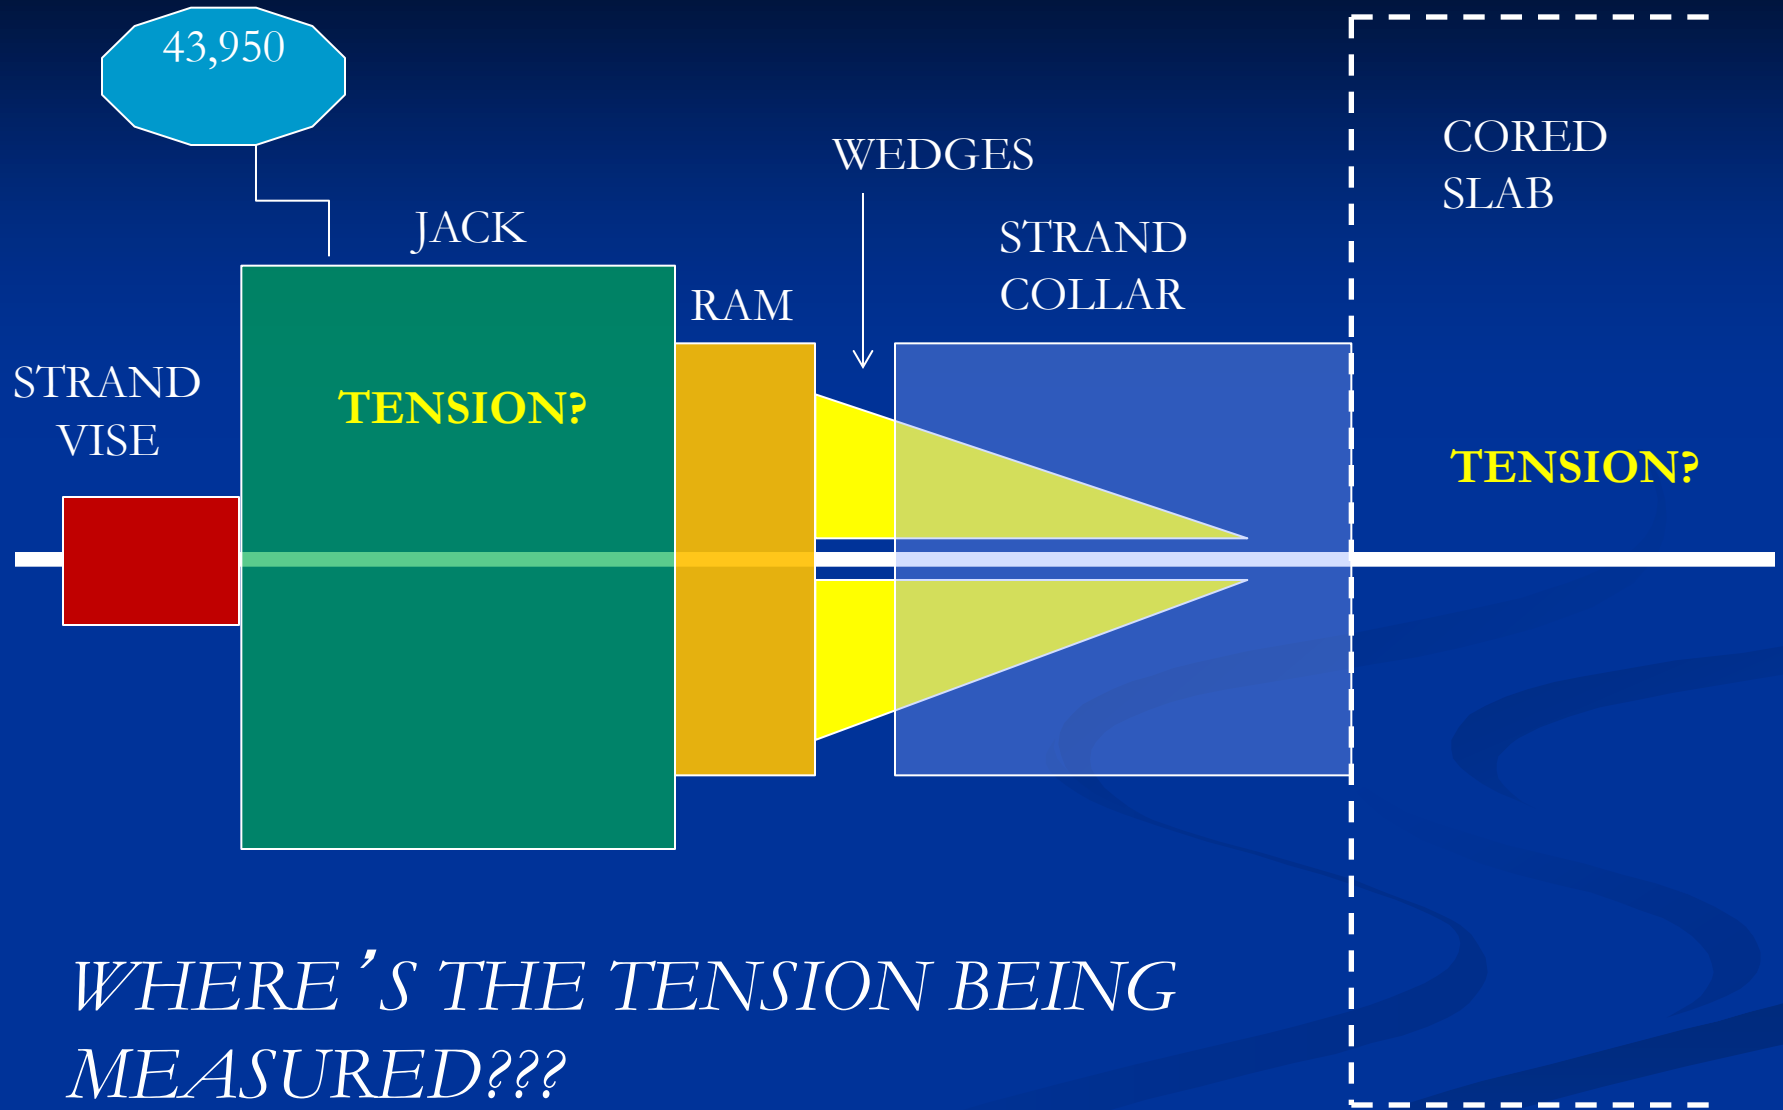 43,950
WEDGES
CORED
SLAB
JACK
STRAND
COLLAR
RAM
STRAND
VISE
TENSION?
TENSION?
WHERE’S THE TENSION BEING
MEASURED???